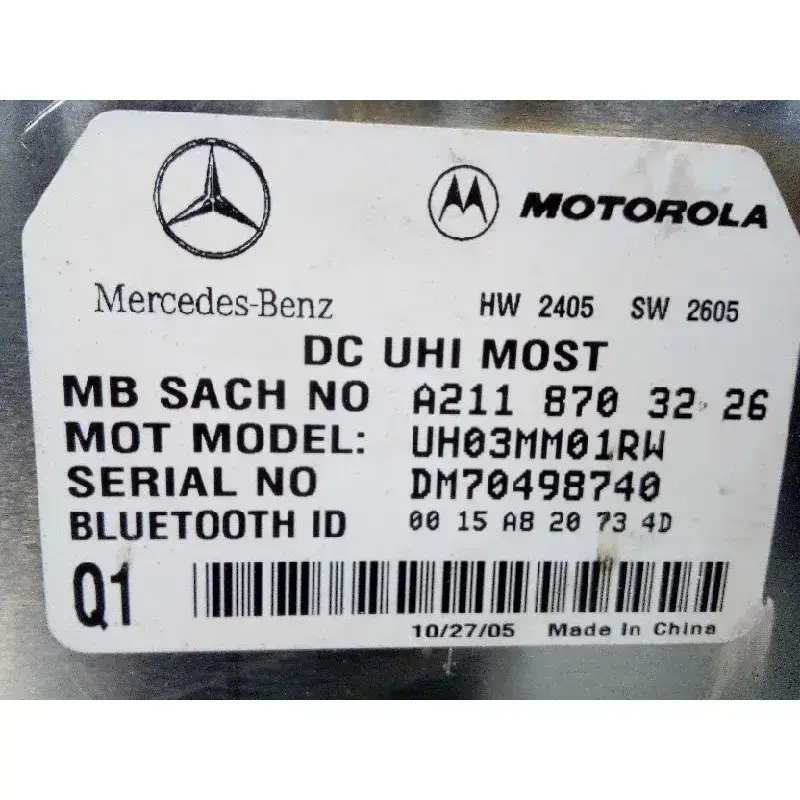 MOTOROLA
Mercedes-Benz
HW 2405 SW 2605
DC UHI MOST
MB SACH NO A211 870 32 26
MOT MODEL: UH03MM01RW
SERIAL NO DM70498740
BLUETOOTH ID 00 15 A8 20 73 4D
Q1
10/27/05 Made In China